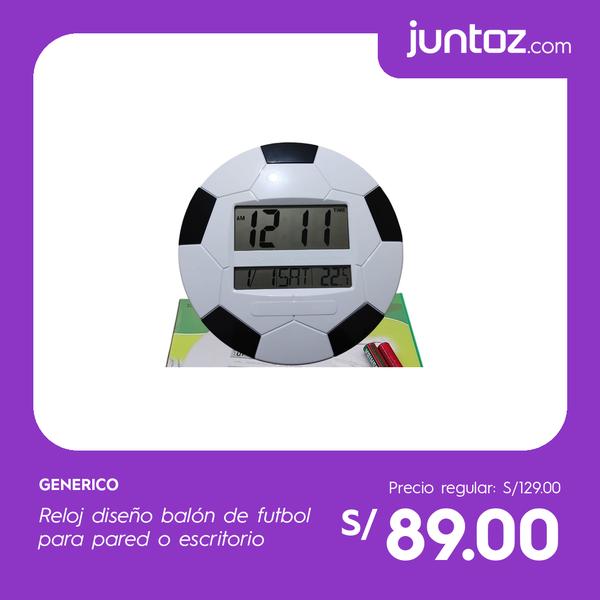 juntoz.com
AM
TIME
12 11
1/ 1SAT 22
GENERICO
Precio regular: S/129.00
Reloj diseño balón de futbol
para pared o escritorio
S/ 89.00